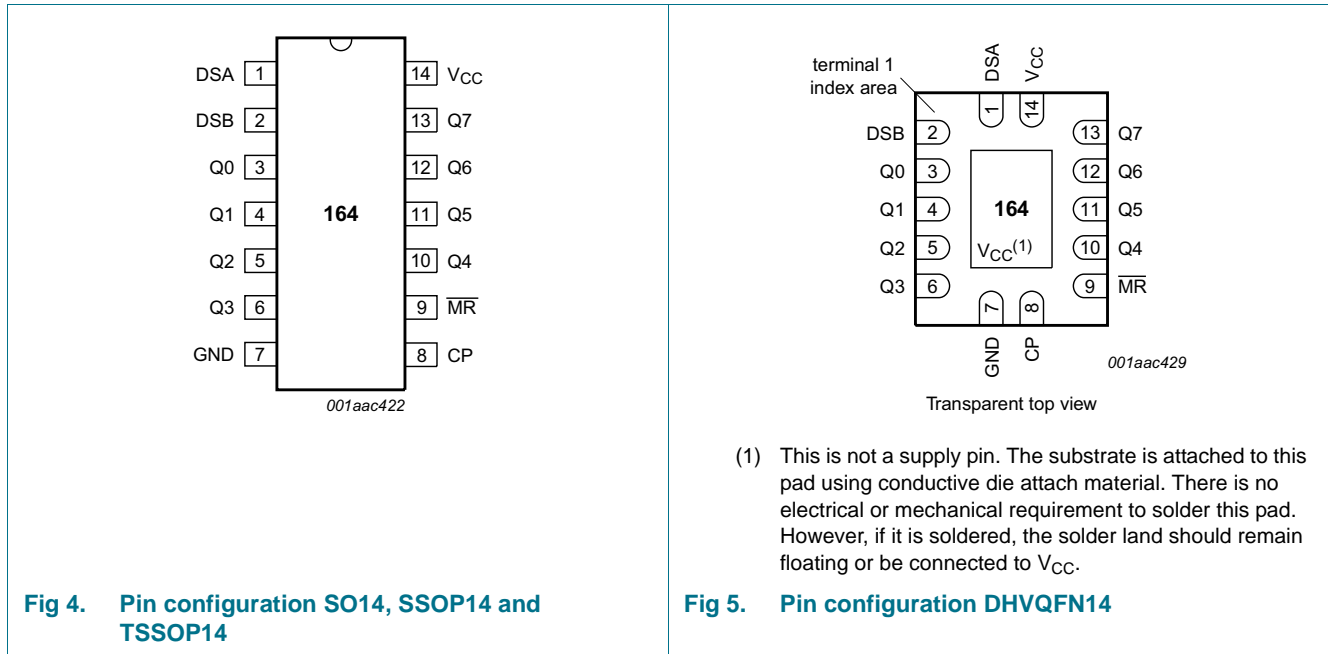 DSA 1
14 VCC
DSB 2
13 Q7
Q0 3
12 Q6
Q1 4
164
11 Q5
Q2 5
10 Q4
Q3 6
9 MR
GND 7
8 CP
001aac422
Fig 4. Pin configuration SO14, SSOP14 and
TSSOP14
terminal 1
index area
DSA
VCC
1
14
DSB 2
13 Q7
Q0 3
12 Q6
Q1 4
164
11 Q5
Q2 5
VCC(1)
10 Q4
Q3 6
9 MR
7
8
GND
CP
001aac429
Transparent top view
(1) This is not a supply pin. The substrate is attached to this
pad using conductive die attach material. There is no
electrical or mechanical requirement to solder this pad.
However, if it is soldered, the solder land should remain
floating or be connected to VCC.
Fig 5. Pin configuration DHVQFN14